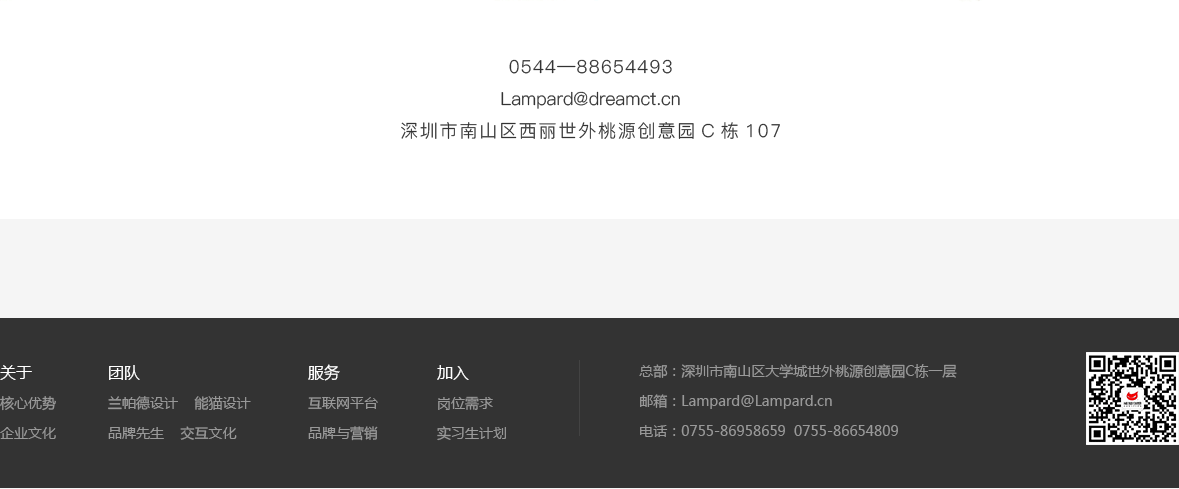 0544—88654493
Lampard@dreamct.cn
深圳市南山区西丽世外桃源创意园 C 栋 107
关于 团队 服务 加入
总部：深圳市南山区大学城世外桃源创意园C栋一层
核心优势 兰帕德设计 能猫设计 互联网平台 岗位需求
邮箱：Lampard@Lampard.cn
企业文化 品牌先生 交互文化 品牌与营销 实习生计划
电话：0755-86958659 0755-86654809